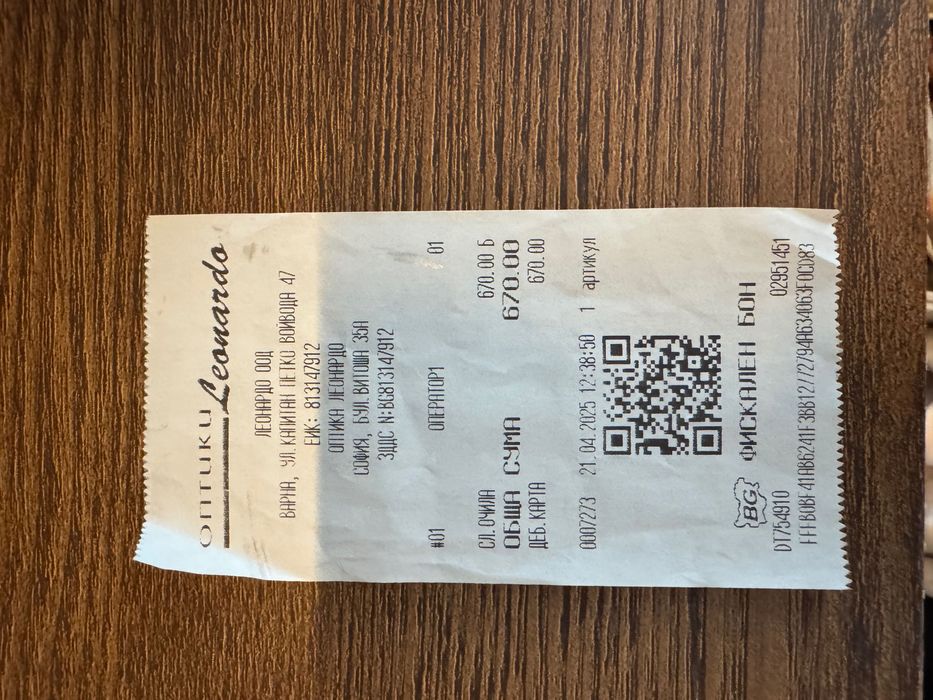 ОПТИКИ Leonardo
ЛЕОНАРДО ООД
ВАРНА, УЛ.КАПИТАН ПЕТКО ВОЙВОДА 47
ЕИК: 813147912
ОПТИКА ЛЕОНАРДО
СОФИЯ, БУЛ.ВИТОША 35А
ЗДДС N:BG813147912
#01 ОПЕРАТОР1 01
СЛ.ОЧИЛА 670.00 Б
ОБЩА СУМА 670.00
ДЕБ.КАРТА 670.00
0007273 21.04.2025 12:38:50 1 артикул
BG ФИСКАЛЕН БОН
DT754910 02951451